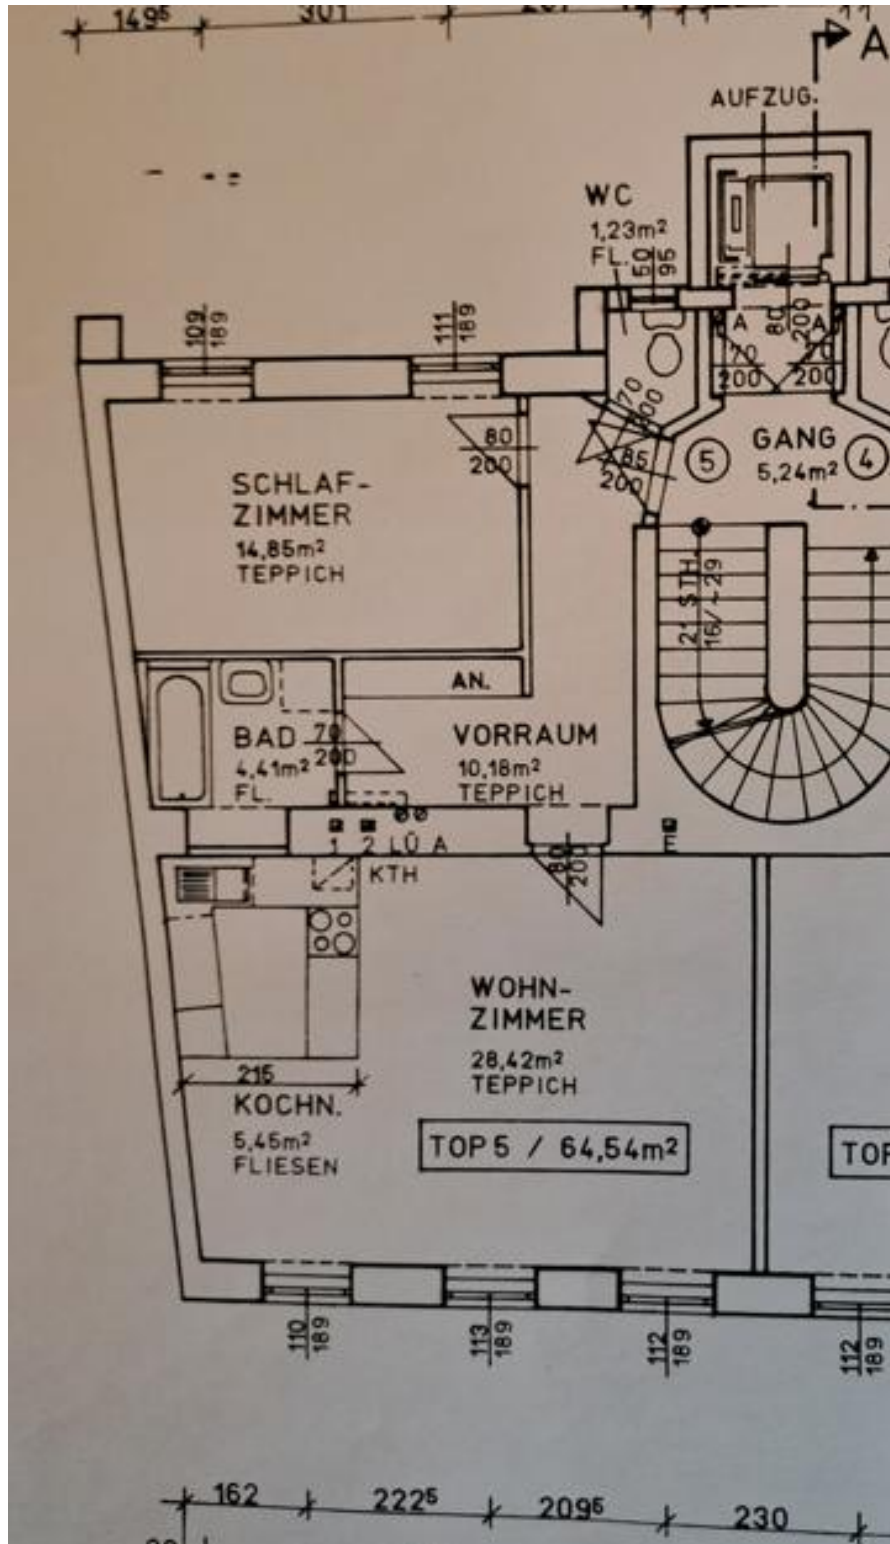 149⁵
301
A
AUFZUG.
WC
1,23m²
FL.
50
95
109
189
111
189
A
A
80
200
70
200
70
200
70
200
85
200
80
200
5
GANG
5,24m²
4
SCHLAF-
ZIMMER
14,85m²
TEPPICH
21 STH.
16/~29
AN.
BAD
4,41m²
FL.
70
200
VORRAUM
10,18m²
TEPPICH
1
2
LÜ A
KTH
80
200
E
WOHN-
ZIMMER
28,42m²
TEPPICH
215
KOCHN.
5,45m²
FLIESEN
TOP 5 / 64,54m²
TOP
110
189
113
189
112
189
112
189
162
222⁵
209⁵
230